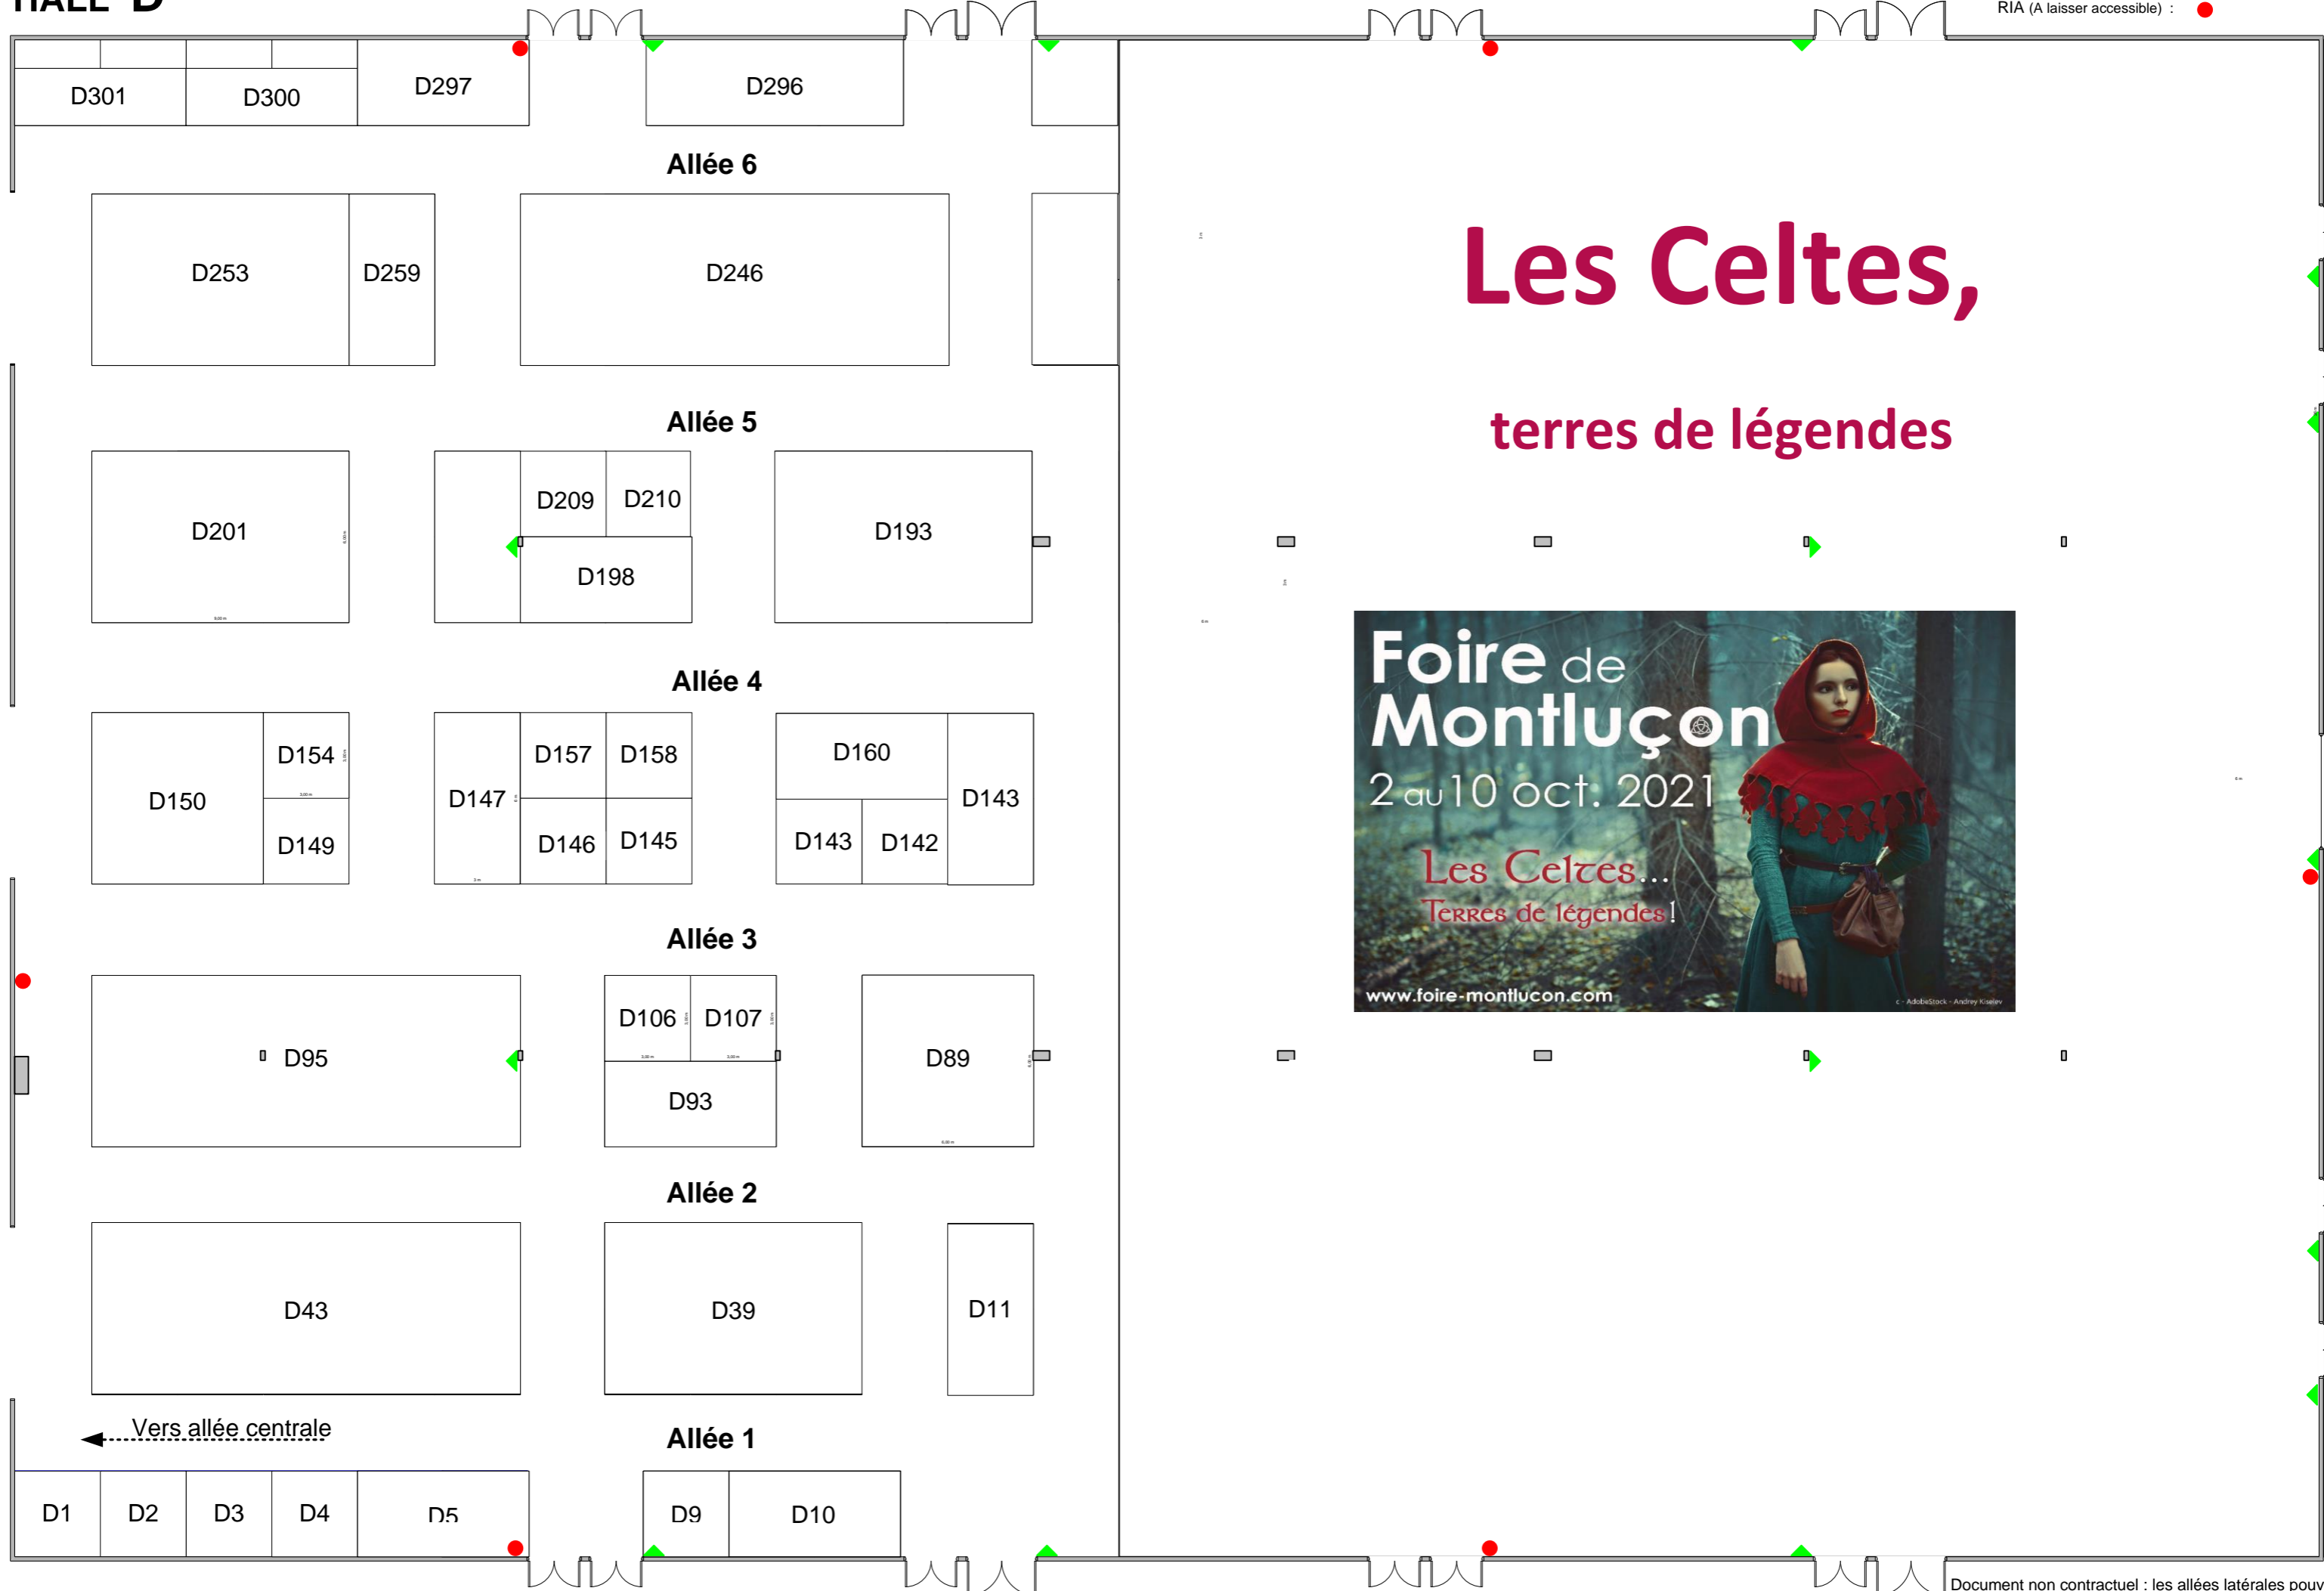 HALL D
RIA (A laisser accessible) :
D301
D300
D297
D296
Allée 6
D253
D259
D246
Les Celtes,
terres de légendes
Allée 5
D201
D209
D210
D198
D193
Allée 4
D150
D154
D149
D147
D157
D158
D146
D145
D160
D143
D142
D143
Foire de
Montluçon
2 au 10 oct. 2021
Les Celtes...
Terres de légendes!
www.foire-montlucon.com
c - AdobeStock - Andrey Kiselev
Allée 3
D95
D106
D107
D93
D89
Allée 2
D43
D39
D11
Vers allée centrale
Allée 1
D1
D2
D3
D4
D5
D9
D10
Document non contractuel : les allées latérales pouv